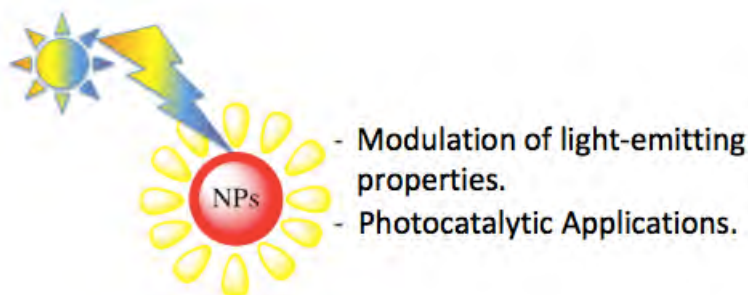 - Modulation of light-emitting
properties.
NPs
- Photocatalytic Applications.